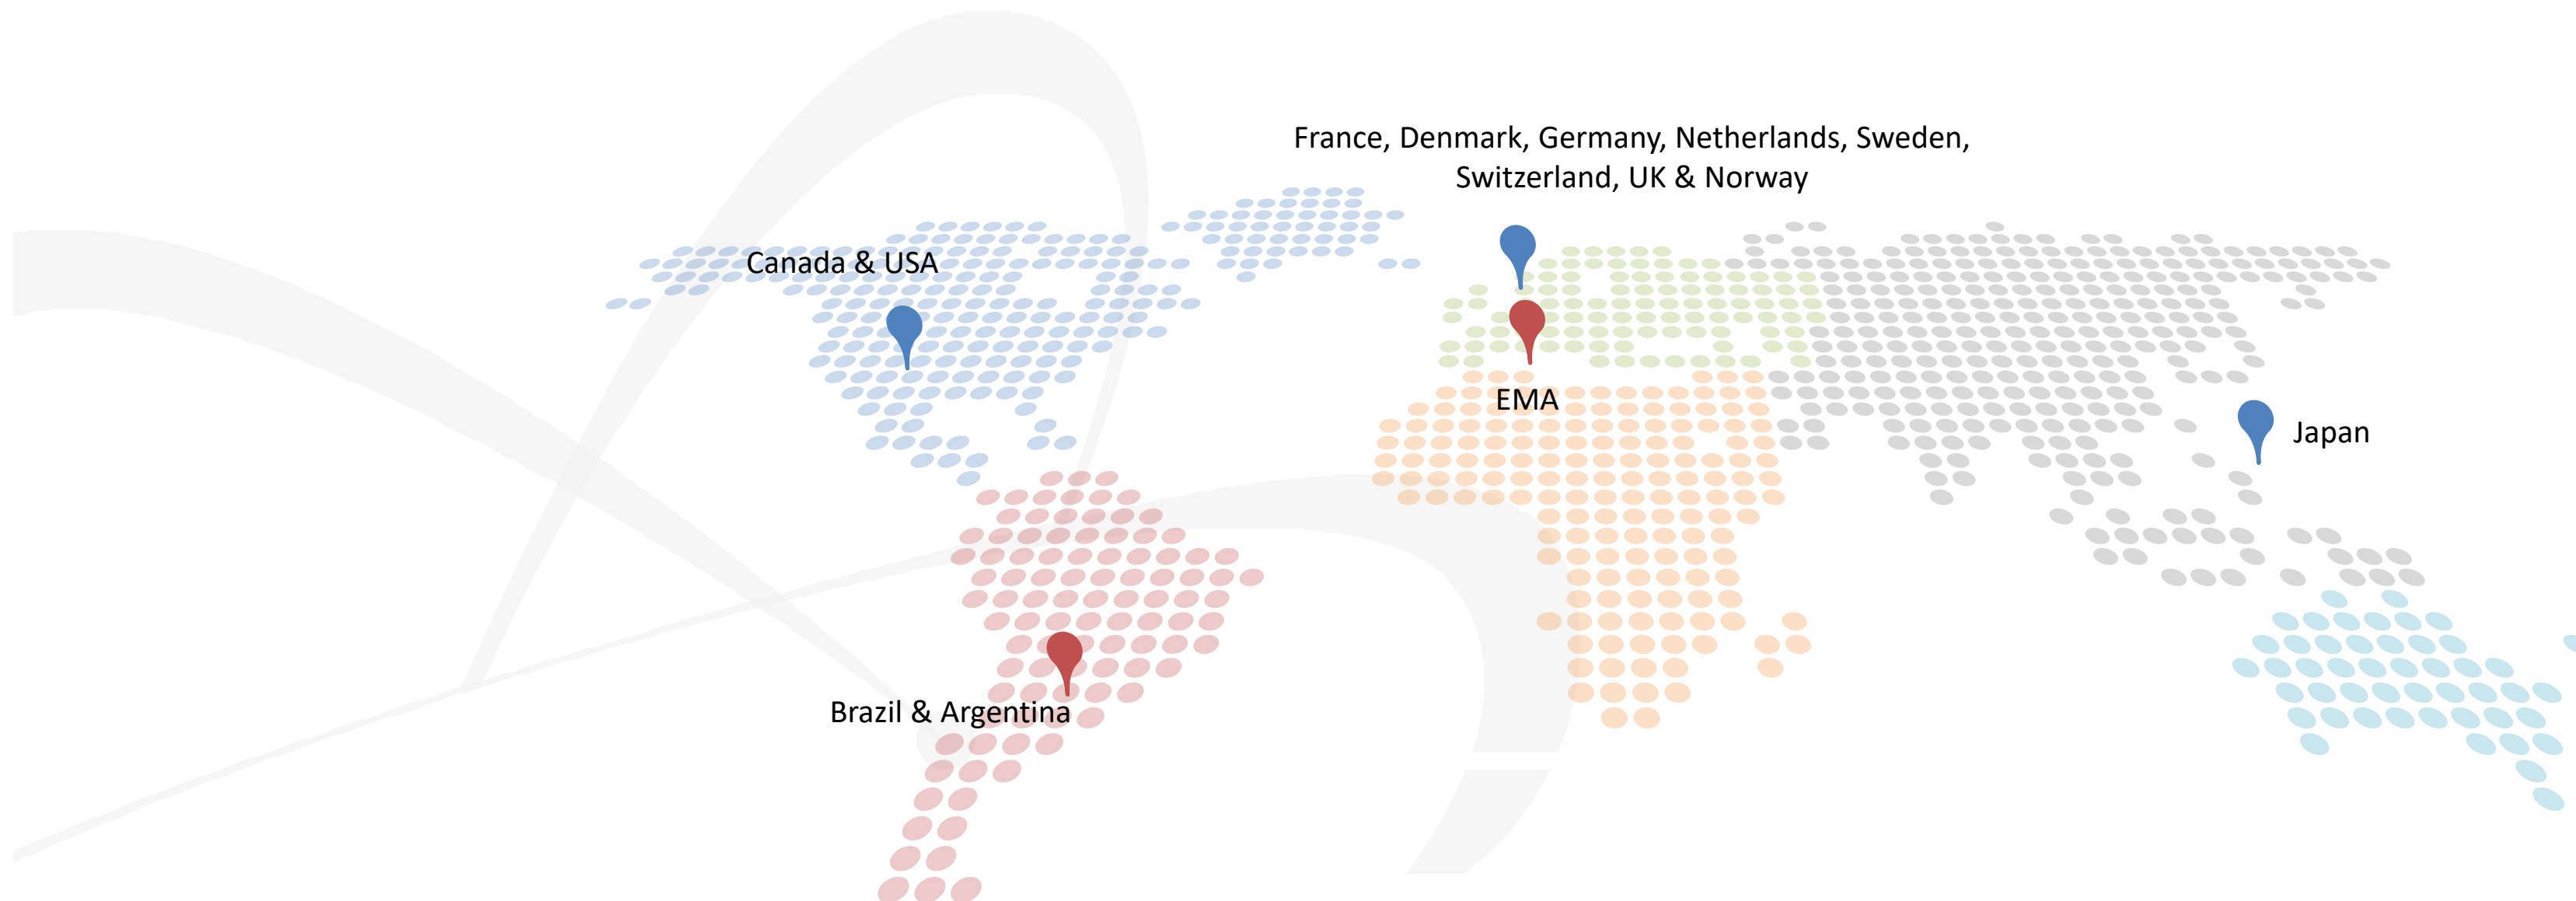 France, Denmark, Germany, Netherlands, Sweden,
Switzerland, UK & Norway
Canada & USA
EMA
Japan
Brazil & Argentina